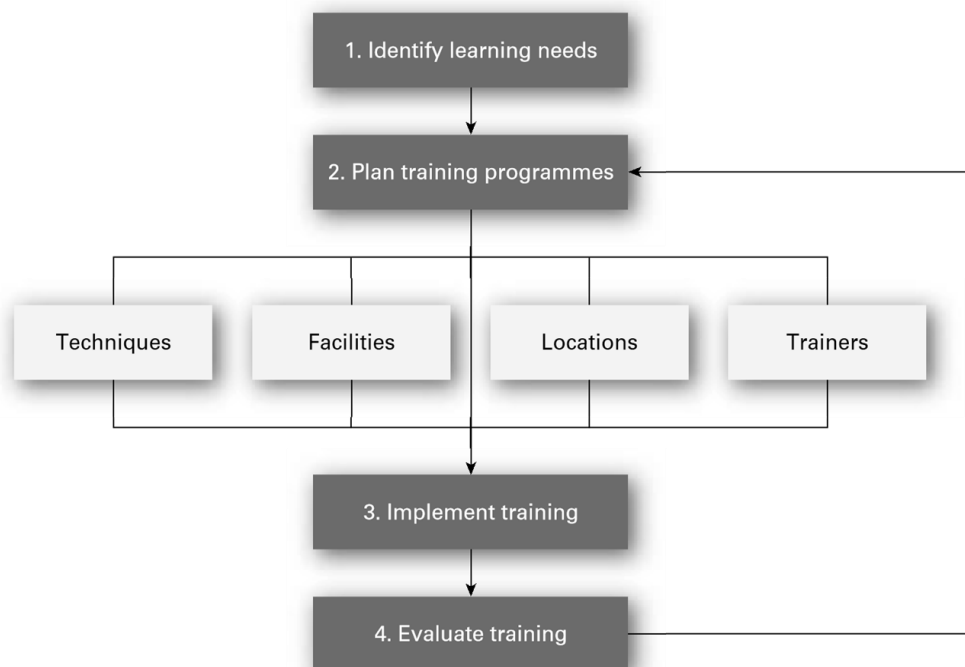 1. Identify learning needs
2. Plan training programmes
Techniques
Facilities
Locations
Trainers
3. Implement training
4. Evaluate training